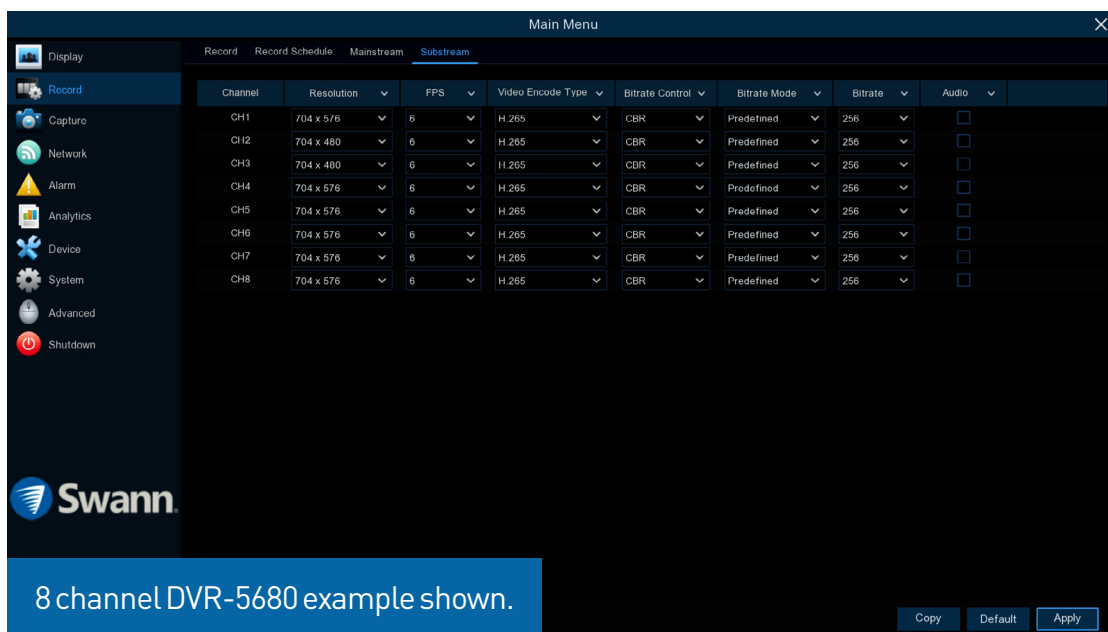 Main Menu
Display
Record
Capture
Network
Alarm
Analytics
Device
System
Advanced
Shutdown
Swann.
Record Record Schedule Mainstream Substream
Channel Resolution FPS Video Encode Type Bitrate Control Bitrate Mode Bitrate Audio
CH1 704 x 576 6 H.265 CBR Predefined 256
CH2 704 x 480 6 H.265 CBR Predefined 256
CH3 704 x 480 6 H.265 CBR Predefined 256
CH4 704 x 576 6 H.265 CBR Predefined 256
CH5 704 x 576 6 H.265 CBR Predefined 256
CH6 704 x 576 6 H.265 CBR Predefined 256
CH7 704 x 576 6 H.265 CBR Predefined 256
CH8 704 x 576 6 H.265 CBR Predefined 256
8 channel DVR-5680 example shown.
Copy Default Apply